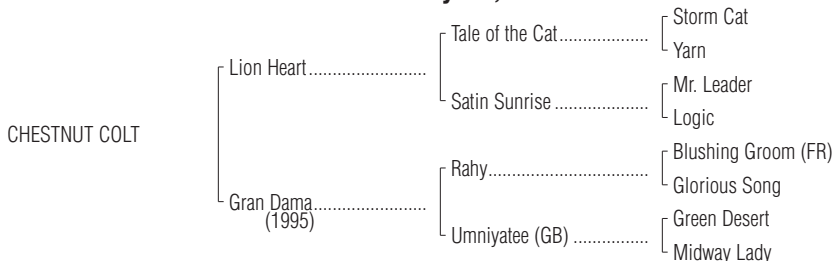 Storm Cat
Tale of the Cat
Yarn
Lion Heart
Mr. Leader
Satin Sunrise
Logic
CHESTNUT COLT
Blushing Groom (FR)
Rahy
Glorious Song
Gran Dama
(1995)
Green Desert
Umniyatee (GB)
Midway Lady